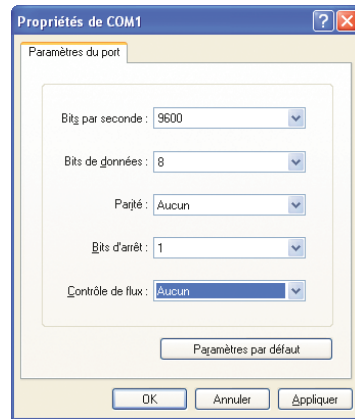 Propriétés de COM1
Paramètres du port
Bits par seconde : 9600
Bits de données : 8
Parité : Aucun
Bits d'arrêt : 1
Contrôle de flux : Aucun
Paramètres par défaut
OK Annuler Appliquer